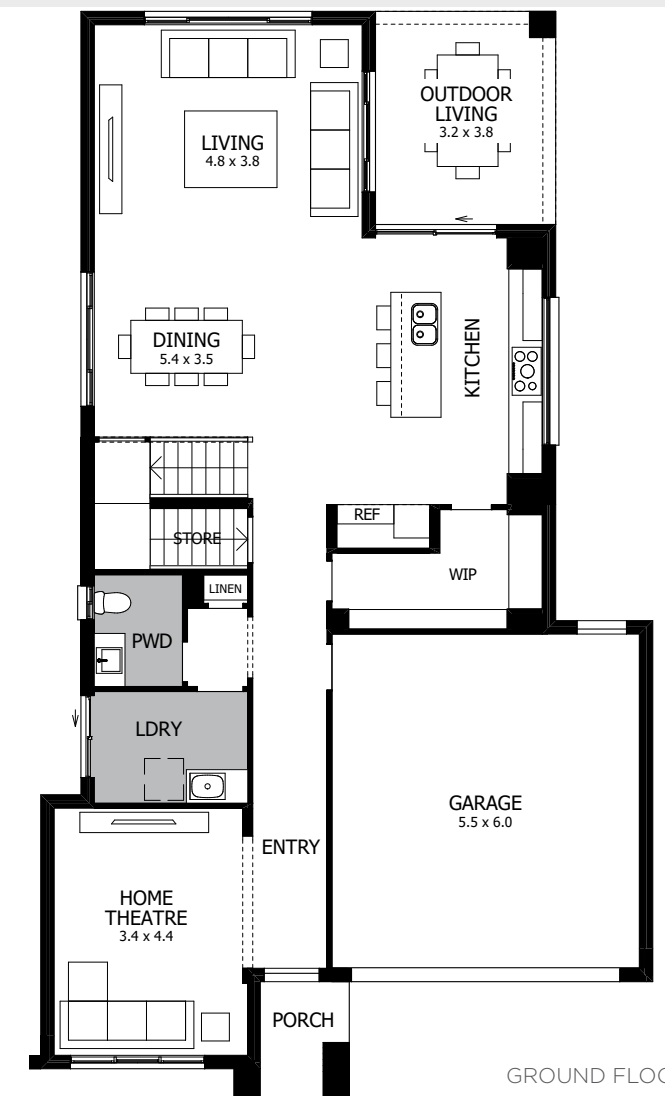 OUTDOOR
LIVING
3.2 x 3.8
LIVING
4.8 x 3.8
DINING
5.4 x 3.5
KITCHEN
REF
STORE
WIP
LINEN
PWD
LDRY
GARAGE
5.5 x 6.0
ENTRY
HOME
THEATRE
3.4 x 4.4
PORCH
GROUND FLOO